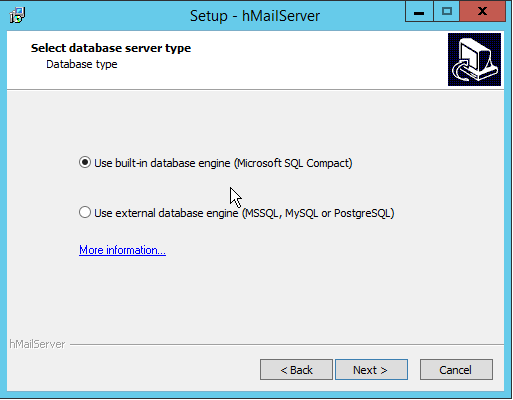 Setup - hMailServer
Select database server type
Database type
Use built-in database engine (Microsoft SQL Compact)
Use external database engine (MSSQL, MySQL or PostgreSQL)
More information...
hMailServer
< Back
Next >
Cancel